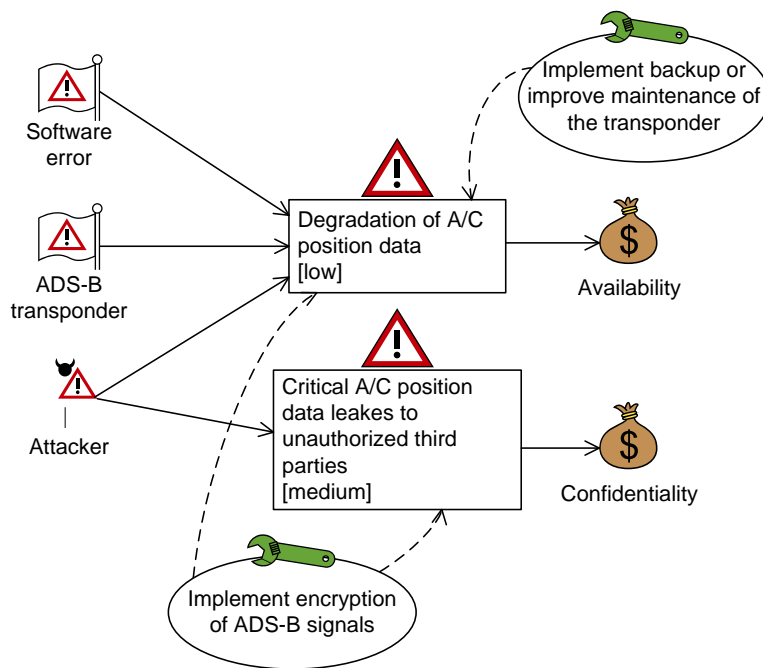 Implement backup or
improve maintenance of
the transponder
Software
error
Degradation of A/C
position data
[low]
ADS-B
transponder
$
Availability
Critical A/C position
data leakes to
unauthorized third
parties
[medium]
Attacker
$
Confidentiality
Implement encryption
of ADS-B signals